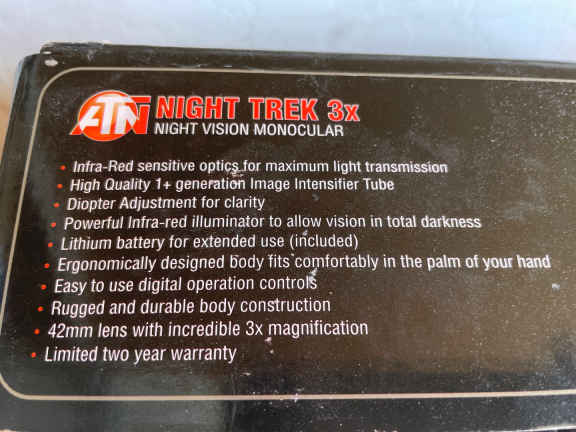 ATN NIGHT TREK 3x
NIGHT VISION MONOCULAR
• Infra-Red sensitive optics for maximum light transmission
• High Quality 1+ generation Image Intensifier Tube
• Diopter Adjustment for clarity
• Powerful Infra-red illuminator to allow vision in total darkness
• Lithium battery for extended use (included)
• Ergonomically designed body fits comfortably in the palm of your hand
• Easy to use digital operation controls
• Rugged and durable body construction
• 42mm lens with incredible 3x magnification
• Limited two year warranty